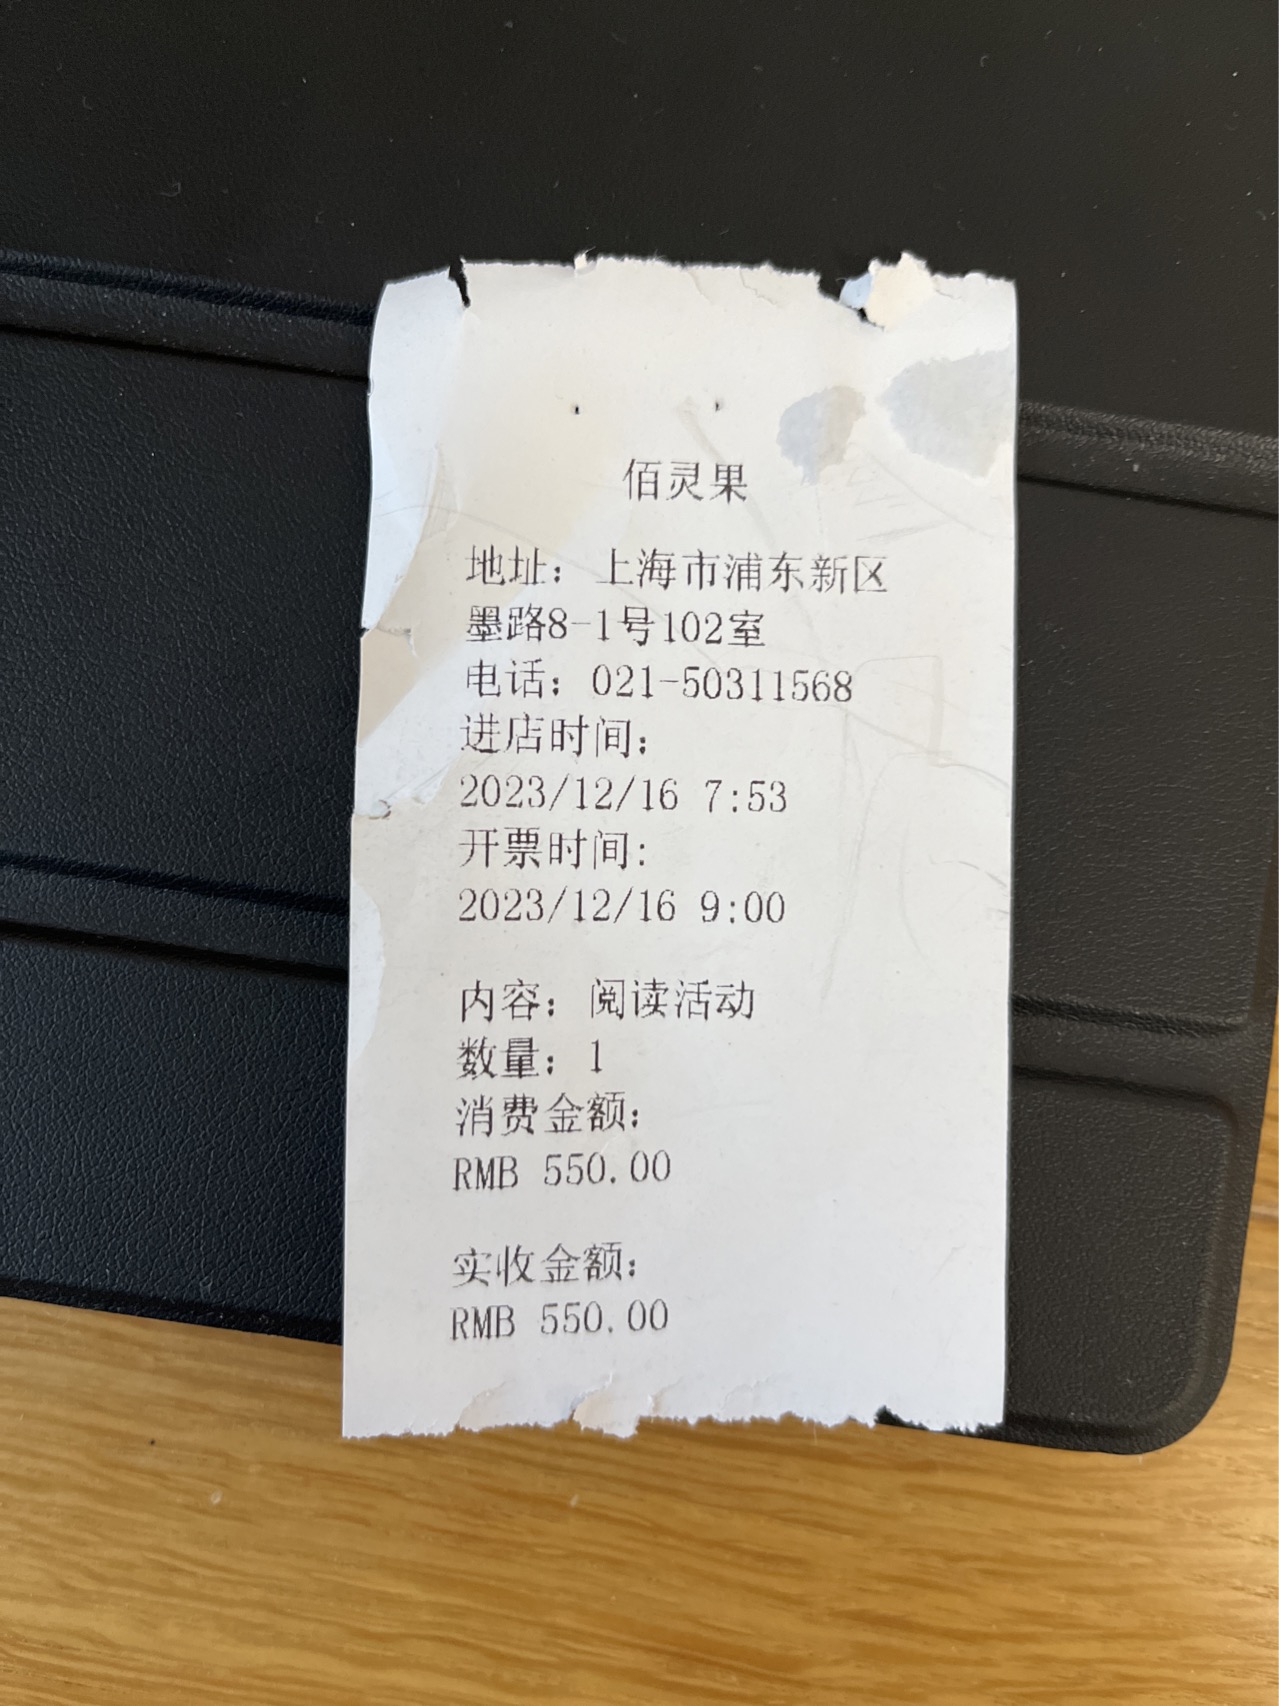 佰灵果
地址：上海市浦东新区
墨路8-1号102室
电话：021-50311568
进店时间：
2023/12/16 7:53
开票时间：
2023/12/16 9:00
内容：阅读活动
数量：1
消费金额：
RMB 550.00
实收金额：
RMB 550.00